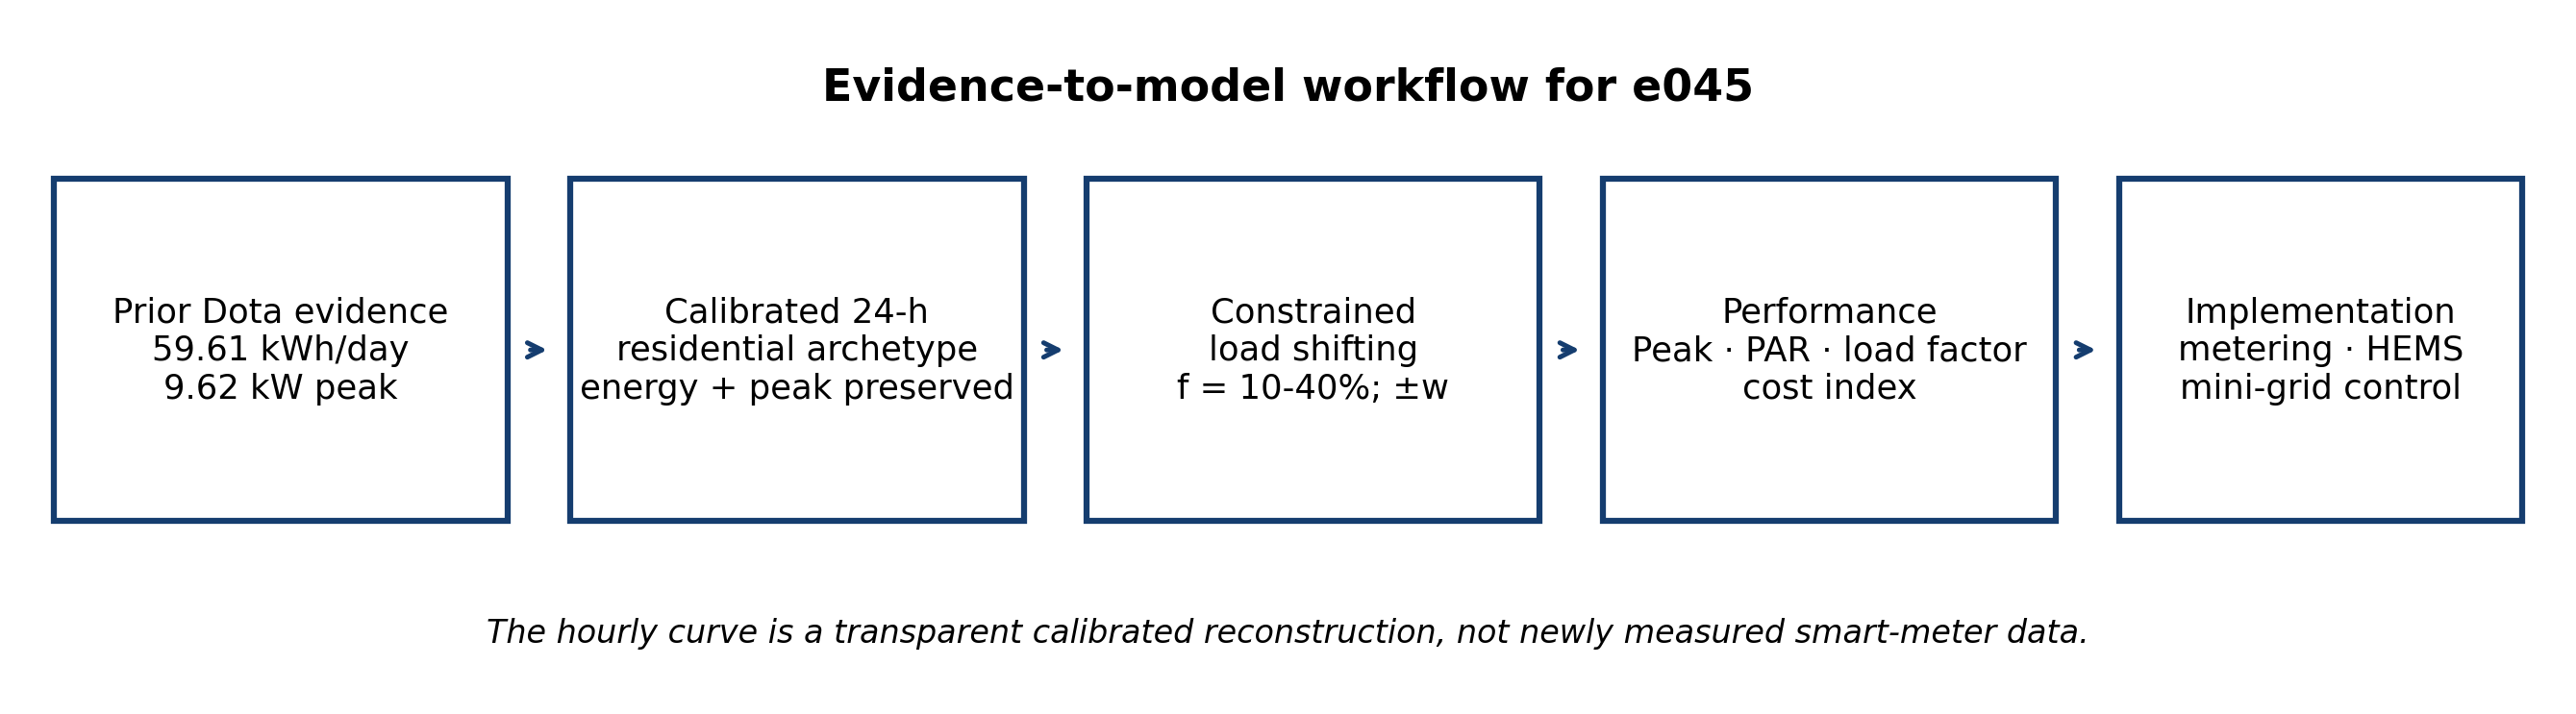 Evidence-to-model workflow for e045
Prior Dota evidence
59.61 kWh/day
9.62 kW peak
Calibrated 24-h
residential archetype
energy + peak preserved
Constrained
load shifting
f = 10-40%; ±w
Performance
Peak · PAR · load factor
cost index
Implementation
metering · HEMS
mini-grid control
The hourly curve is a transparent calibrated reconstruction, not newly measured smart-meter data.